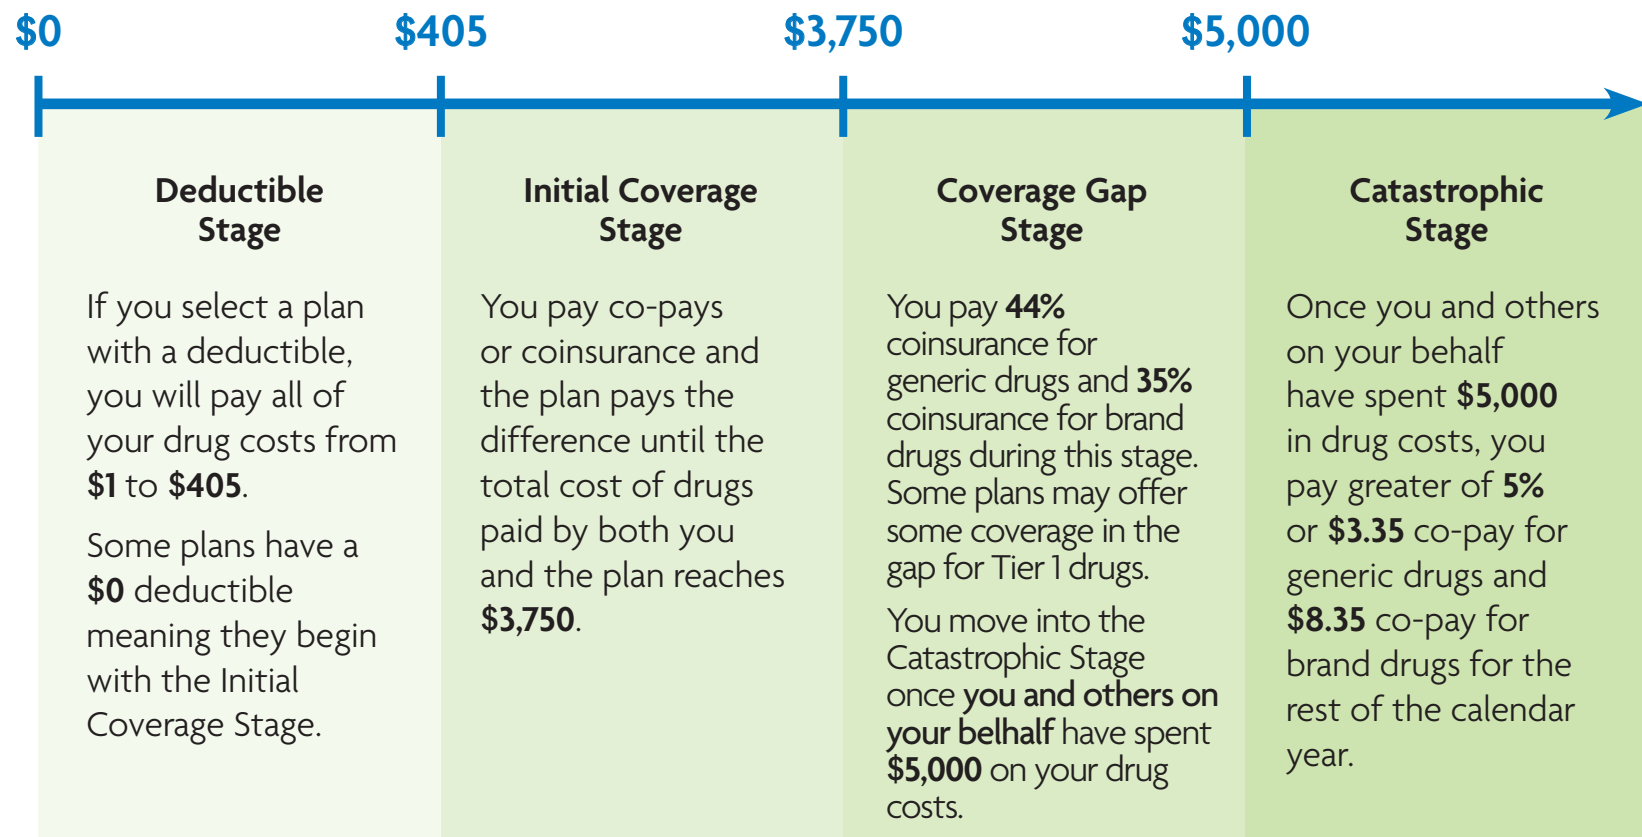 $0 $405 $3,750 $5,000
Deductible
Stage
If you select a plan
with a deductible,
you will pay all of
your drug costs from
$1 to $405.
Some plans have a
$0 deductible
meaning they begin
with the Initial
Coverage Stage.
Initial Coverage
Stage
You pay co-pays
or coinsurance and
the plan pays the
difference until the
total cost of drugs
paid by both you
and the plan reaches
$3,750.
Coverage Gap
Stage
You pay 44%
coinsurance for
generic drugs and 35%
coinsurance for brand
drugs during this stage.
Some plans may offer
some coverage in the
gap for Tier 1 drugs.
You move into the
Catastrophic Stage
once you and others on
your belhalf have spent
$5,000 on your drug
costs.
Catastrophic
Stage
Once you and others
on your behalf
have spent $5,000
in drug costs, you
pay greater of 5%
or $3.35 co-pay for
generic drugs and
$8.35 co-pay for
brand drugs for the
rest of the calendar
year.